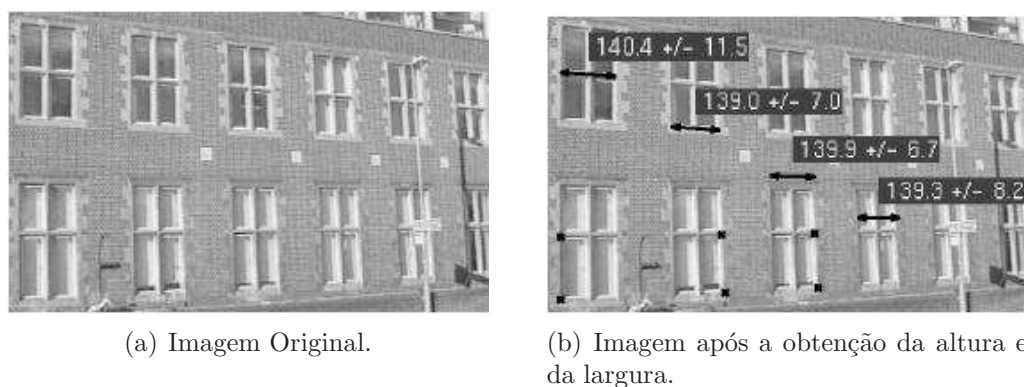 140.4 +/- 11.5
139.0 +/- 7.0
139.9 +/- 6.7
139.3 +/- 8.2
(a) Imagem Original.
(b) Imagem após a obtenção da altura e
da largura.